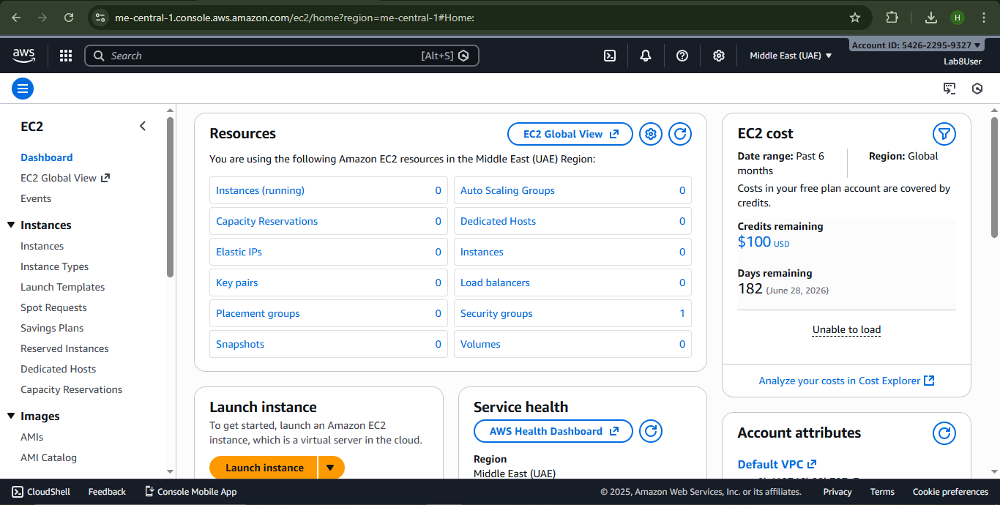 me-central-1.console.aws.amazon.com/ec2/home?region=me-central-1#Home:
H
aws
Search
[Alt+S]
Middle East (UAE)
Account ID: 5426-2295-9327
Lab8User
EC2
Dashboard
EC2 Global View
Events
Instances
Instances
Instance Types
Launch Templates
Spot Requests
Savings Plans
Reserved Instances
Dedicated Hosts
Capacity Reservations
Images
AMIs
AMI Catalog
Resources
EC2 Global View
You are using the following Amazon EC2 resources in the Middle East (UAE) Region:
Instances (running) 0
Auto Scaling Groups 0
Capacity Reservations 0
Dedicated Hosts 0
Elastic IPs 0
Instances 0
Key pairs 0
Load balancers 0
Placement groups 0
Security groups 1
Snapshots 0
Volumes 0
Launch instance
To get started, launch an Amazon EC2
instance, which is a virtual server in the cloud.
Launch instance
Service health
AWS Health Dashboard
Region
Middle East (UAE)
EC2 cost
Date range: Past 6
months
Region: Global
Costs in your free plan account are covered by
credits.
Credits remaining
$100 USD
Days remaining
182 (June 28, 2026)
Unable to load
Analyze your costs in Cost Explorer
Account attributes
Default VPC
CloudShell
Feedback
Console Mobile App
© 2025, Amazon Web Services, Inc. or its affiliates.
Privacy
Terms
Cookie preferences